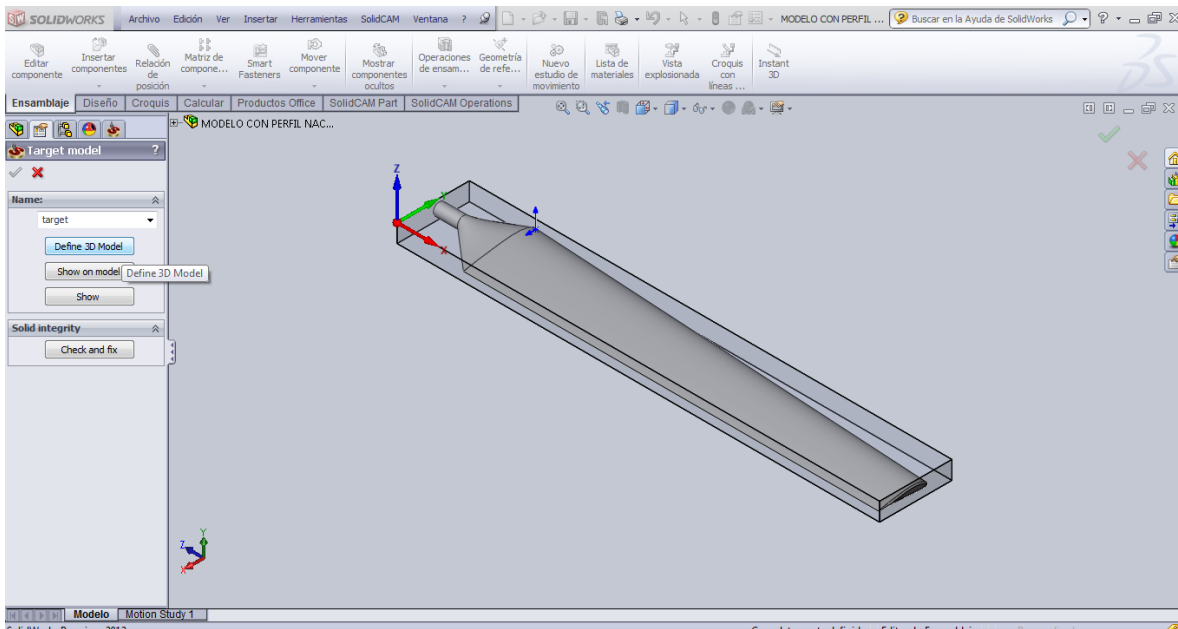 SOLIDWORKS Archivo Edición Ver Insertar Herramientas SolidCAM Ventana ? MODELO CON PERFIL ... Buscar en la Ayuda de SolidWorks ?
Editar componente
Insertar componentes
Relación de posición
Matriz de compone...
Smart Fasteners
Mover componente
Mostrar componentes ocultos
Operaciones de ensam...
Geometría de refe...
Nuevo estudio de movimiento
Lista de materiales
Vista explosionada
Croquis con líneas ...
Instant 3D
Ensamblaje Diseño Croquis Calcular Productos Office SolidCAM Part SolidCAM Operations
MODELO CON PERFIL NAC...
Target model ?
Name:
target
Define 3D Model
Show on model
Define 3D Model
Show
Solid integrity
Check and fix
Z
Y
X
Y
Z
X
Modelo Motion Study 1